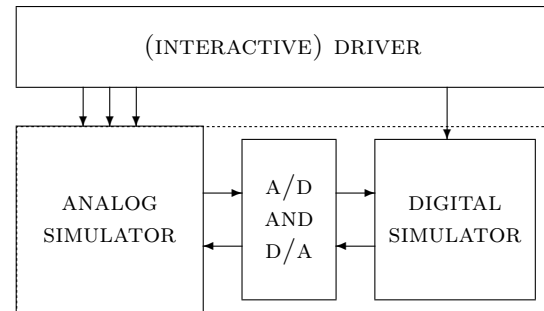 (INTERACTIVE) DRIVER
ANALOG
SIMULATOR
A/D
AND
D/A
DIGITAL
SIMULATOR